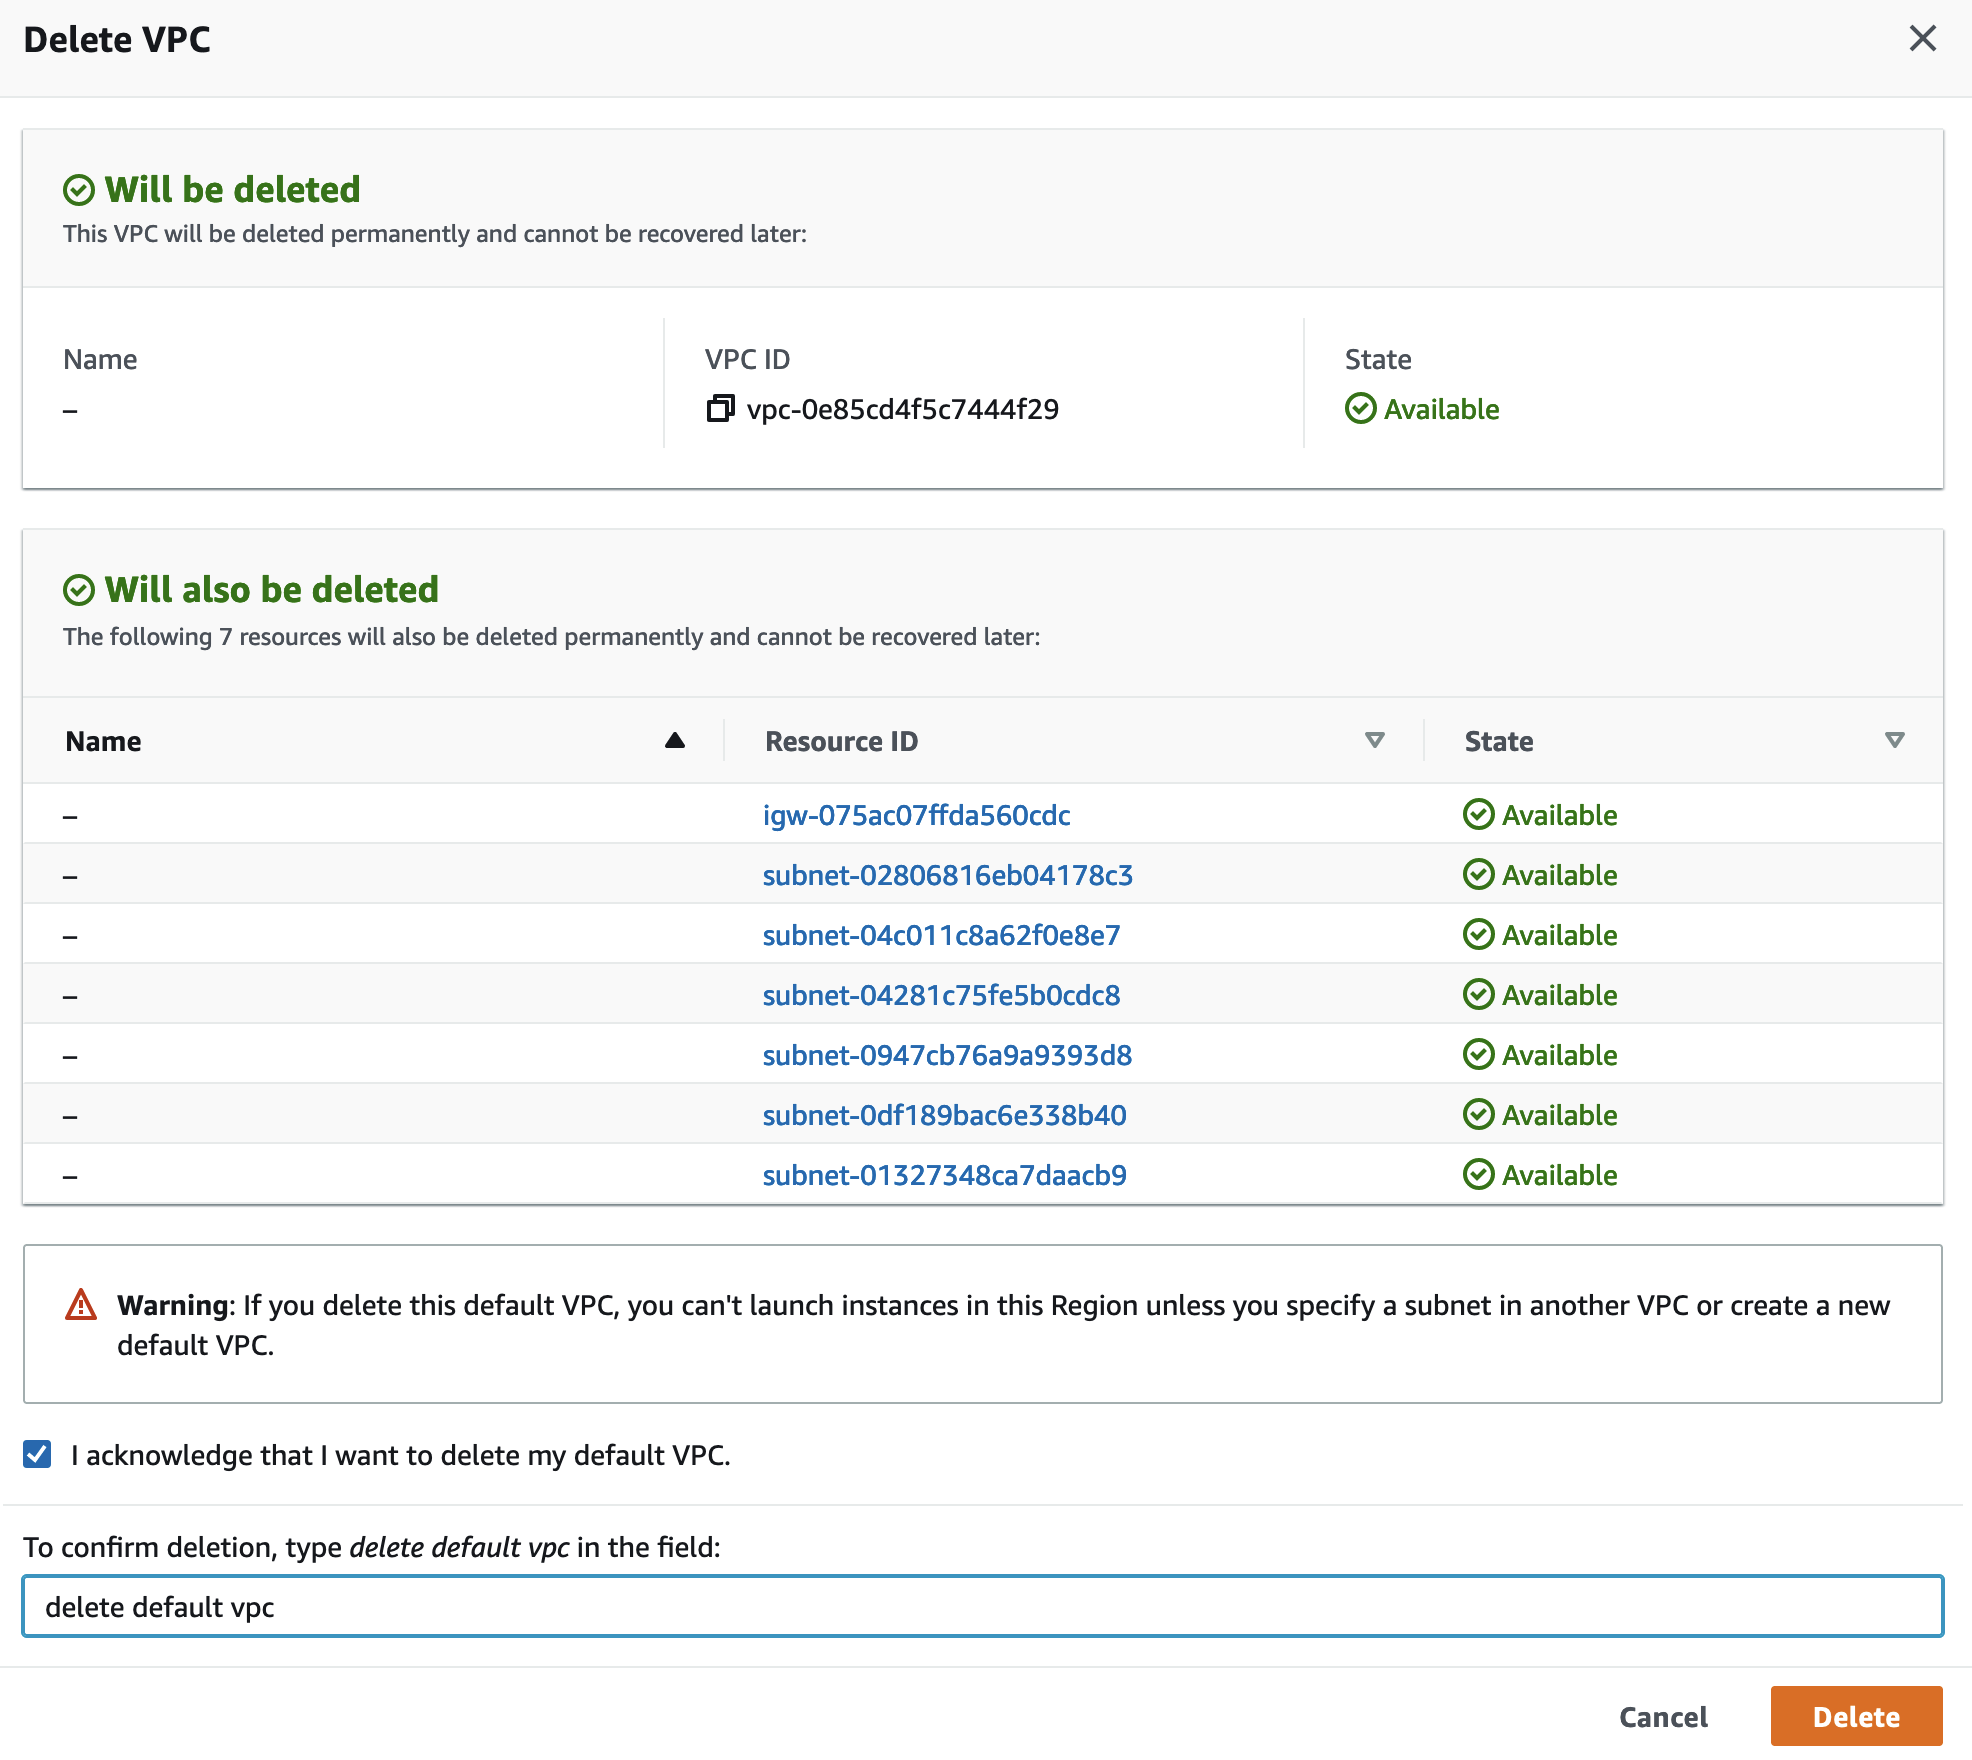 Delete VPC
Will be deleted
This VPC will be deleted permanently and cannot be recovered later:
Name
VPC ID
State
–
vpc-0e85cd4f5c7444f29
Available
Will also be deleted
The following 7 resources will also be deleted permanently and cannot be recovered later:
Name
Resource ID
State
– igw-075ac07ffda560cdc Available
– subnet-02806816eb04178c3 Available
– subnet-04c011c8a62f0e8e7 Available
– subnet-04281c75fe5b0cdc8 Available
– subnet-0947cb76a9a9393d8 Available
– subnet-0df189bac6e338b40 Available
– subnet-01327348ca7daacb9 Available
Warning: If you delete this default VPC, you can't launch instances in this Region unless you specify a subnet in another VPC or create a new
default VPC.
I acknowledge that I want to delete my default VPC.
To confirm deletion, type delete default vpc in the field:
delete default vpc
Cancel
Delete